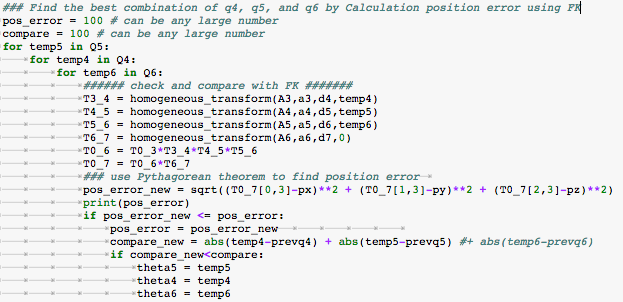 ### Find the best combination of q4, q5, and q6 by Calculation position error using FK
pos_error = 100 # can be any large number
compare = 100 # can be any large number
for temp5 in Q5:
for temp4 in Q4:
for temp6 in Q6:
###### check and compare with FK #######
T3_4 = homogeneous_transform(A3,a3,d4,temp4)
T4_5 = homogeneous_transform(A4,a4,d5,temp5)
T5_6 = homogeneous_transform(A5,a5,d6,temp6)
T6_7 = homogeneous_transform(A6,a6,d7,0)
T0_6 = T0_3*T3_4*T4_5*T5_6
T0_7 = T0_6*T6_7
### use Pythagorean theorem to find position error
pos_error_new = sqrt((T0_7[0,3]-px)**2 + (T0_7[1,3]-py)**2 + (T0_7[2,3]-pz)**2)
print(pos_error)
if pos_error_new <= pos_error:
pos_error = pos_error_new
compare_new = abs(temp4-prevq4) + abs(temp5-prevq5) #+ abs(temp6-prevq6)
if compare_new<compare:
theta5 = temp5
theta4 = temp4
theta6 = temp6